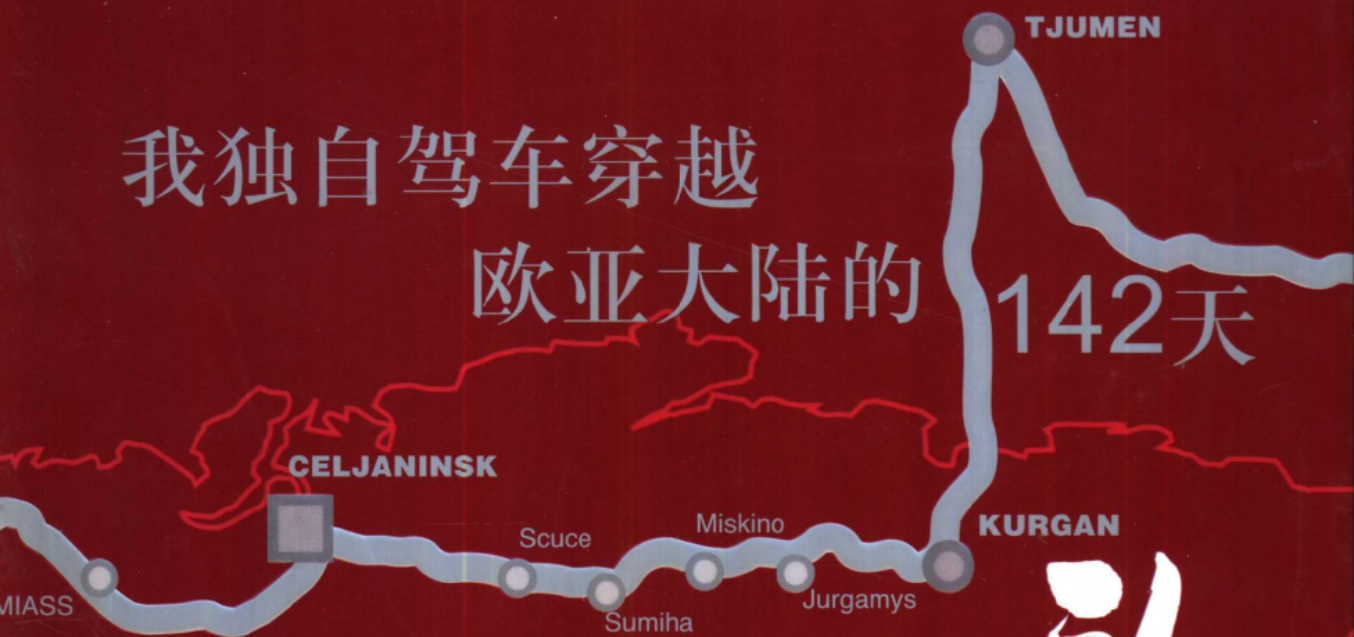 TJUMEN
我独自驾车穿越
欧亚大陆的
142天
CELJANINSK
KURGAN
Scuce
Miskino
MIASS
Sumiha
Jurgamys